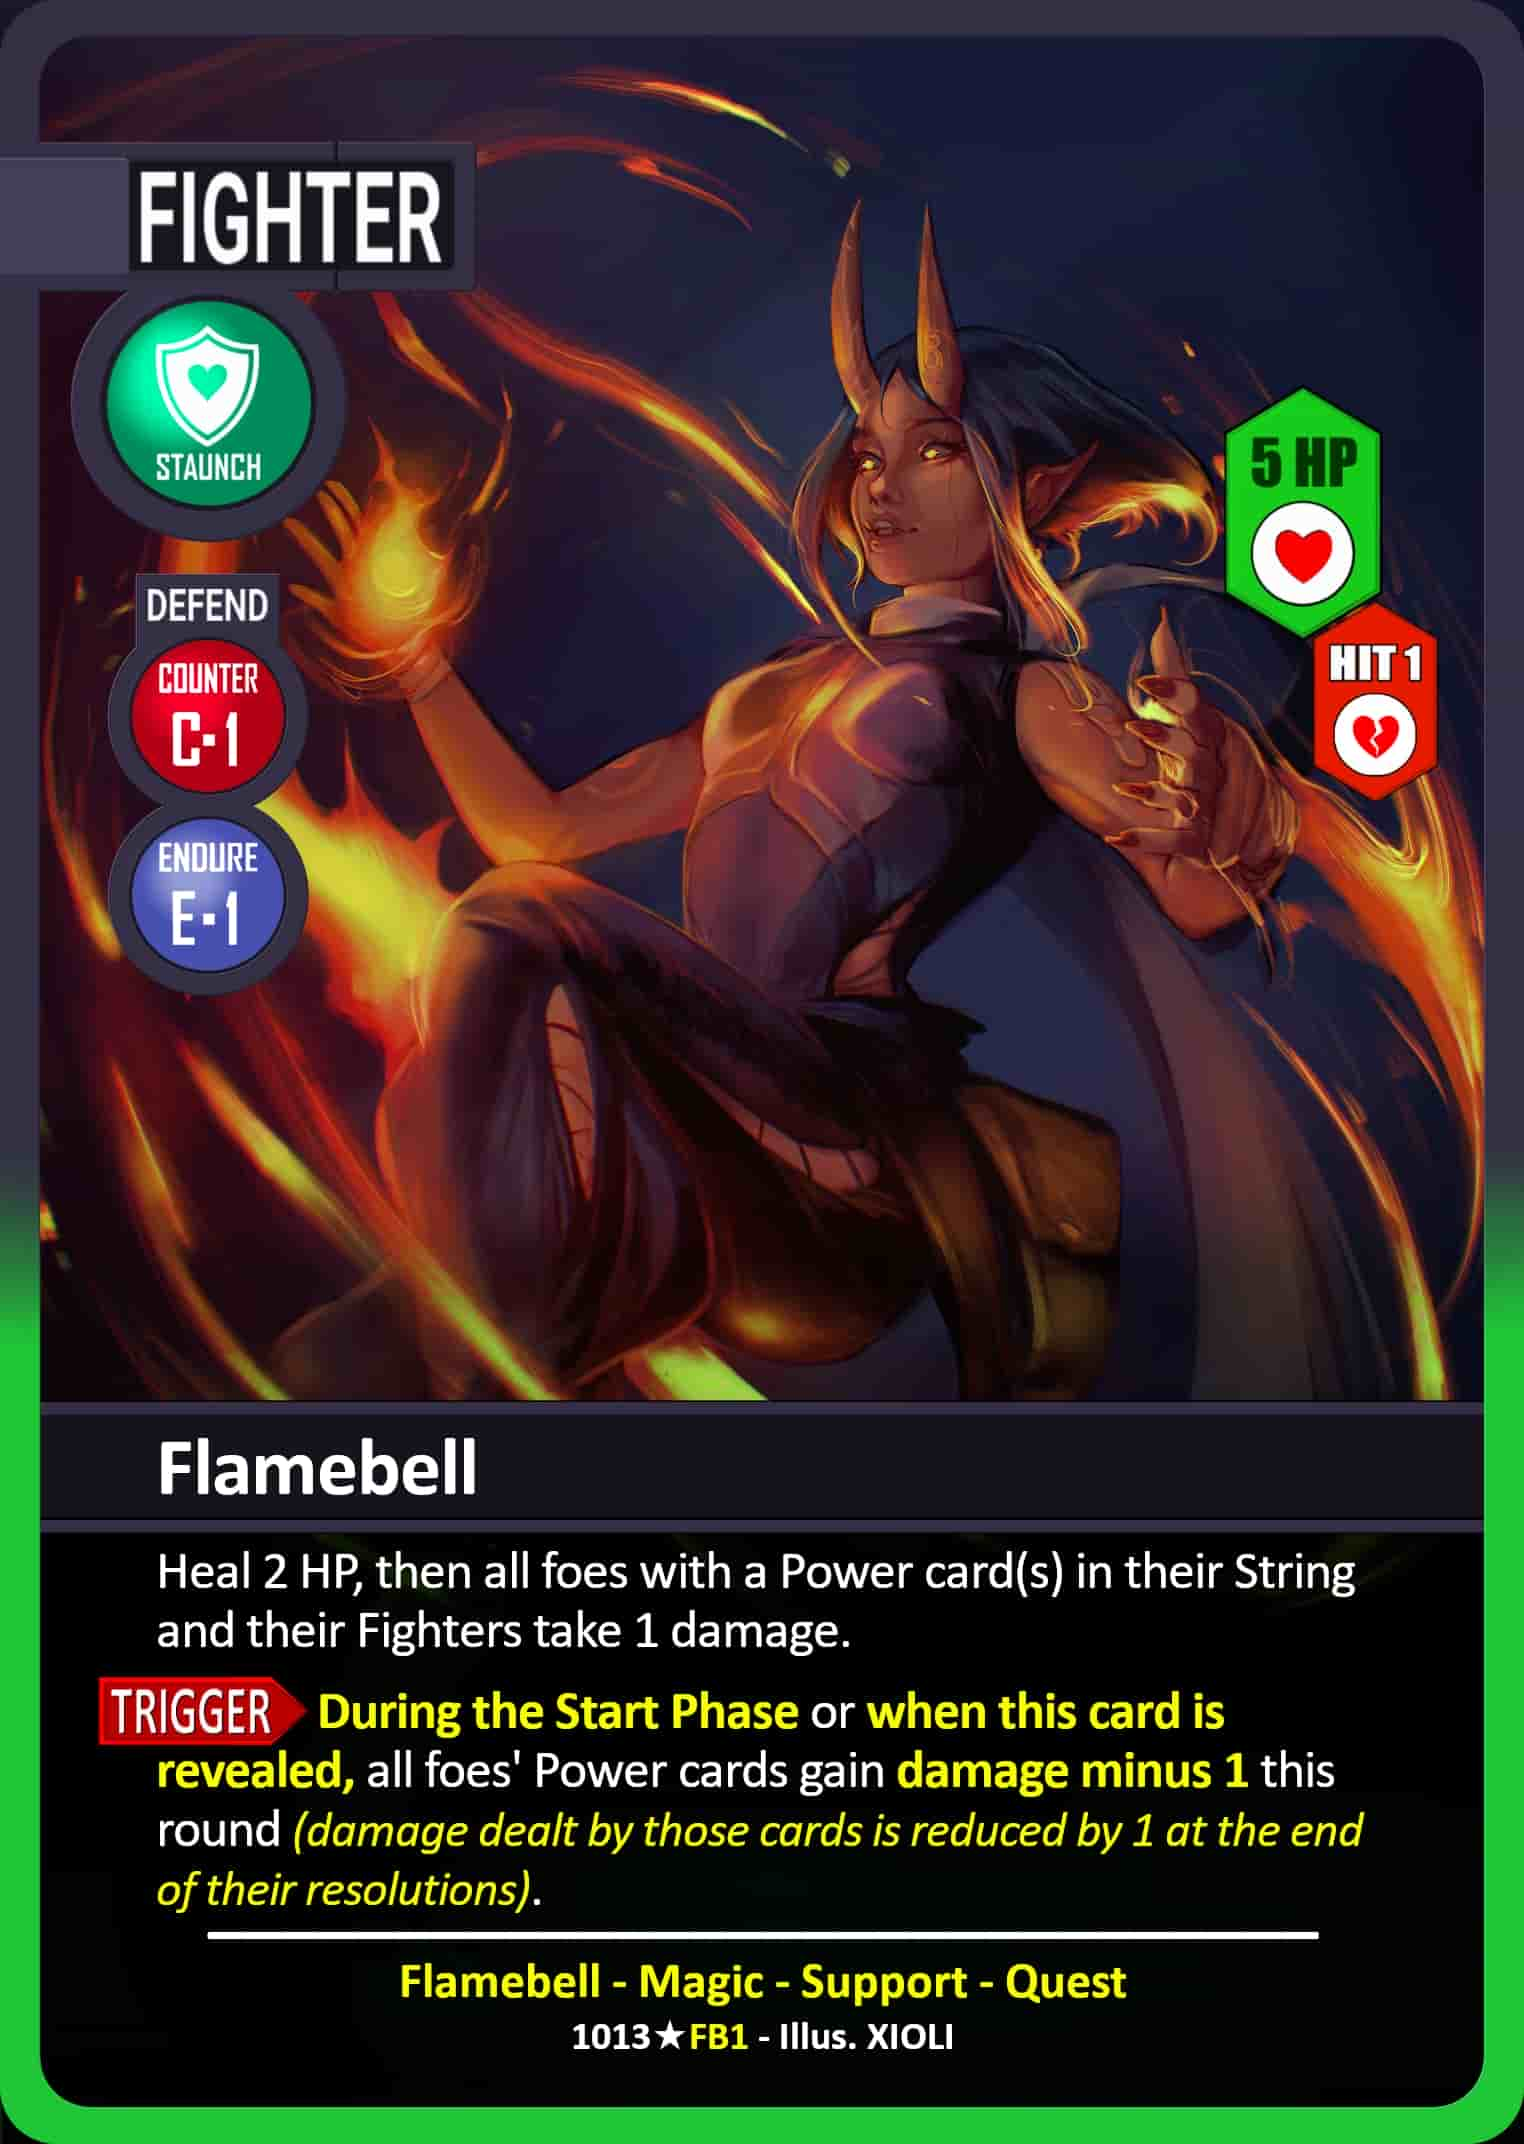 FIGHTER
STAUNCH
5 HP
HIT 1
DEFEND
COUNTER
C·1
ENDURE
E·1
Flamebell
Heal 2 HP, then all foes with a Power card(s) in their String
and their Fighters take 1 damage.
TRIGGER During the Start Phase or when this card is
revealed, all foes' Power cards gain damage minus 1 this
round (damage dealt by those cards is reduced by 1 at the end
of their resolutions).
Flamebell - Magic - Support - Quest
1013★FB1 - Illus. XIOLI